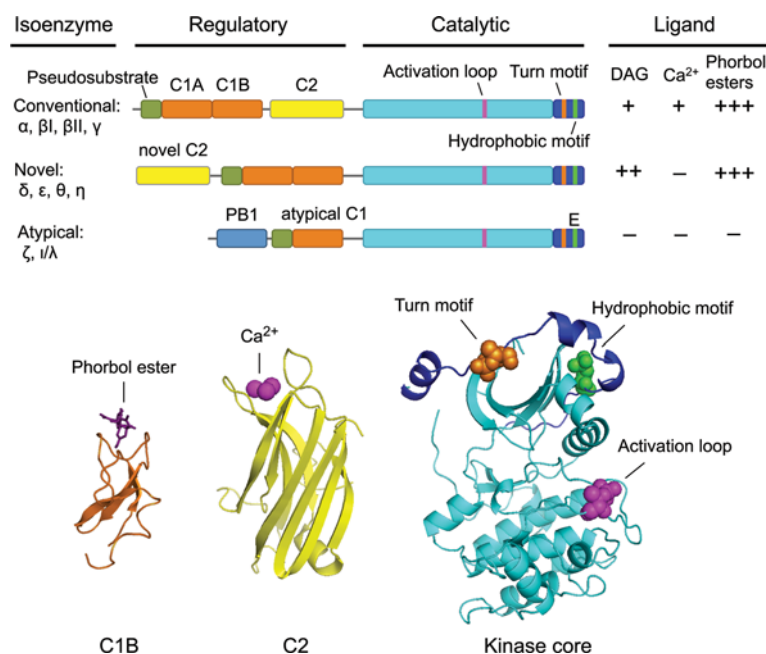 Isoenzyme Regulatory Catalytic Ligand
Pseudosubstrate C1A C1B C2 Activation loop Turn motif DAG Ca²⁺ Phorbol esters
Conventional: + + +++
α, βI, βII, γ
Hydrophobic motif
novel C2
Novel: ++ – +++
δ, ε, θ, η
PB1 atypical C1 E
Atypical: – – –
ζ, ι/λ
Turn motif Hydrophobic motif
Ca²⁺
Phorbol ester
Activation loop
C1B C2 Kinase core